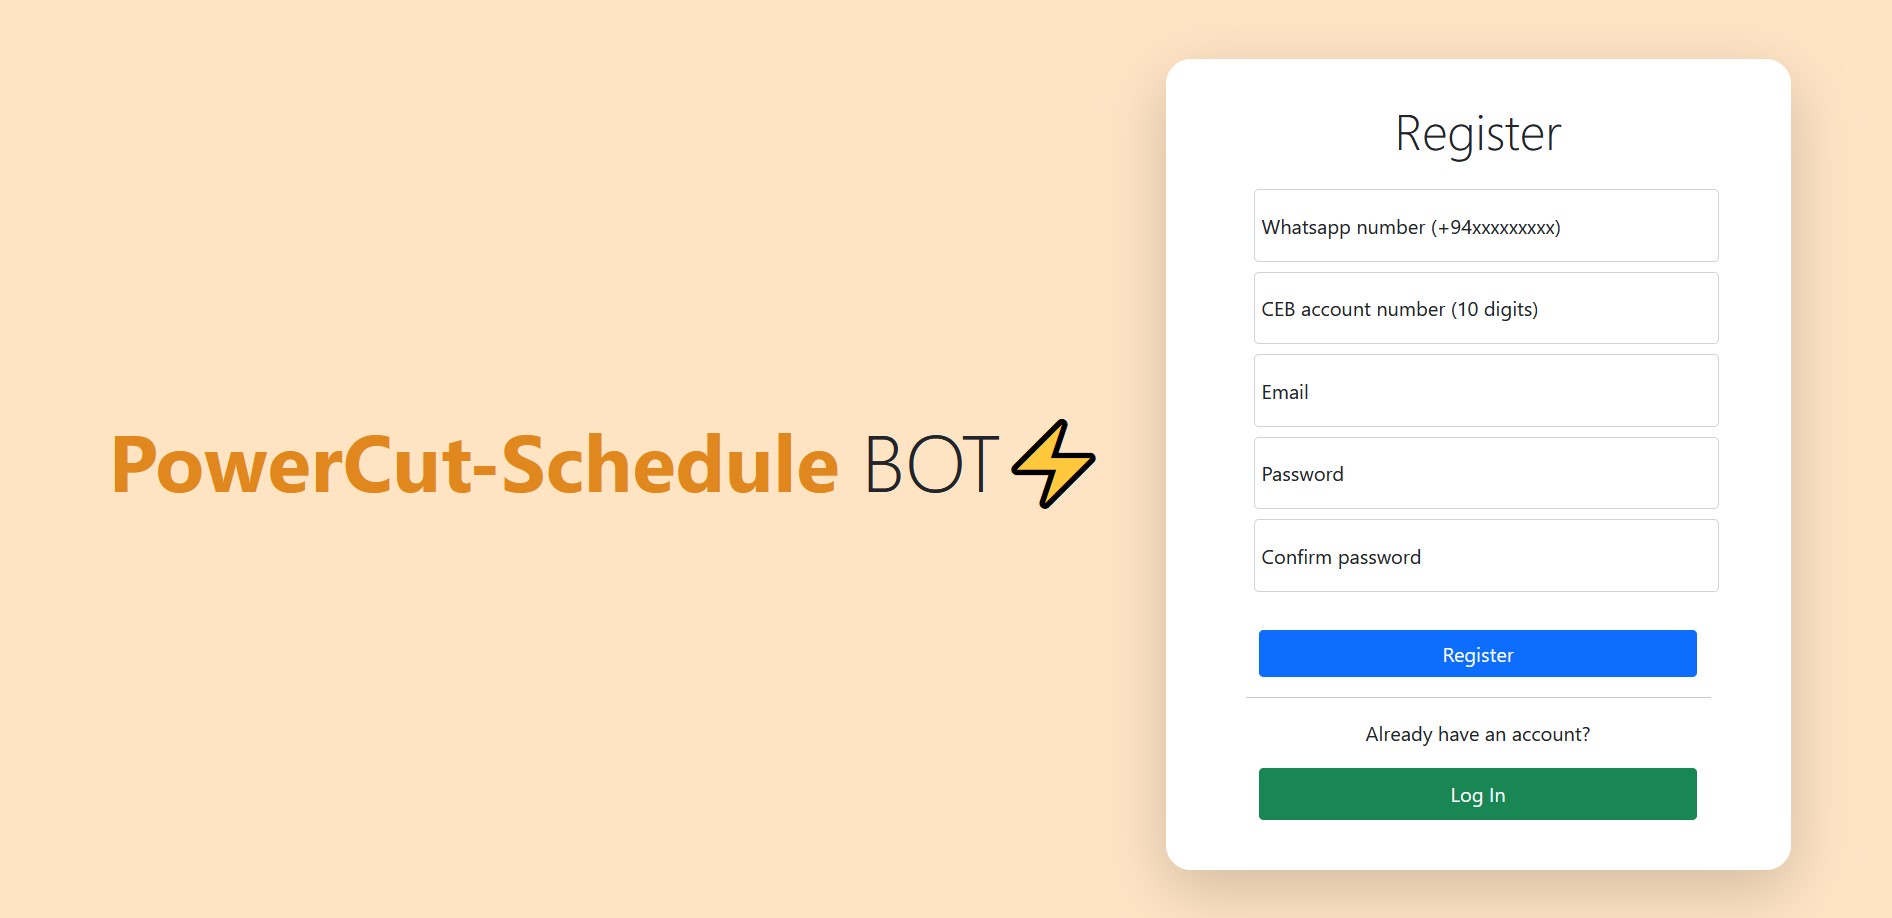 PowerCut-Schedule BOT
Register
Whatsapp number (+94xxxxxxxxx)
CEB account number (10 digits)
Email
Password
Confirm password
Register
Already have an account?
Log In